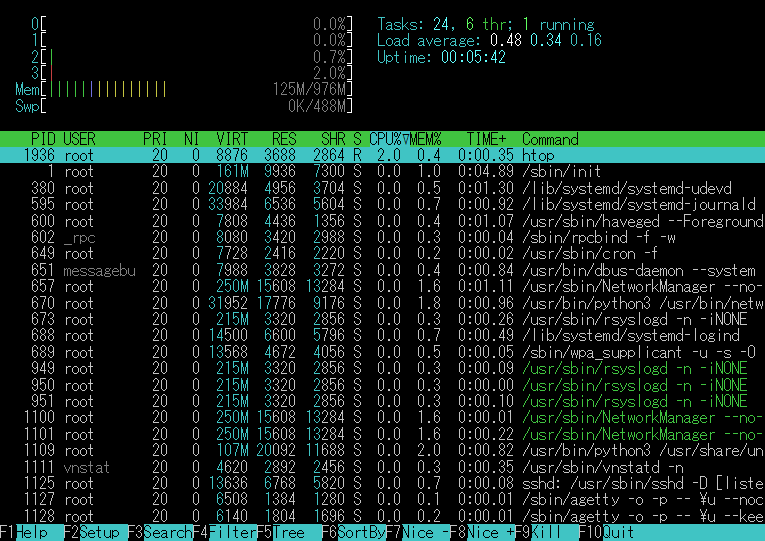 0[ 0.0%] Tasks: 24, 6 thr; 1 running
1[ 0.0%] Load average: 0.48 0.34 0.16
2[| 0.7%] Uptime: 00:05:42
3[ 2.0%]
Mem[||||||||||||||| 125M/976M]
Swp[ 0K/488M]
PID USER PRI NI VIRT RES SHR S CPU%▽MEM% TIME+ Command
1936 root 20 0 8876 3688 2864 R 2.0 0.4 0:00.35 htop
1 root 20 0 161M 9936 7300 S 0.0 1.0 0:04.89 /sbin/init
380 root 20 0 20884 4956 3704 S 0.0 0.5 0:01.30 /lib/systemd/systemd-udevd
595 root 20 0 33984 6536 5604 S 0.0 0.7 0:00.92 /lib/systemd/systemd-journald
600 root 20 0 7808 4436 1356 S 0.0 0.4 0:01.07 /usr/sbin/haveged --Foreground
602 _rpc 20 0 8080 3420 2988 S 0.0 0.3 0:00.04 /sbin/rpcbind -f -w
649 root 20 0 7728 2416 2220 S 0.0 0.2 0:00.02 /usr/sbin/cron -f
651 messagebu 20 0 7988 3828 3272 S 0.0 0.4 0:00.84 /usr/bin/dbus-daemon --system
657 root 20 0 250M 15608 13284 S 0.0 1.6 0:01.11 /usr/sbin/NetworkManager --no-
670 root 20 0 31952 17776 9176 S 0.0 1.8 0:00.96 /usr/bin/python3 /usr/bin/netw
673 root 20 0 215M 3320 2856 S 0.0 0.3 0:00.26 /usr/sbin/rsyslogd -n -iNONE
688 root 20 0 14500 6600 5796 S 0.0 0.7 0:00.49 /lib/systemd/systemd-logind
689 root 20 0 13568 4672 4056 S 0.0 0.5 0:00.05 /sbin/wpa_supplicant -u -s -O
949 root 20 0 215M 3320 2856 S 0.0 0.3 0:00.09 /usr/sbin/rsyslogd -n -iNONE
950 root 20 0 215M 3320 2856 S 0.0 0.3 0:00.00 /usr/sbin/rsyslogd -n -iNONE
951 root 20 0 215M 3320 2856 S 0.0 0.3 0:00.10 /usr/sbin/rsyslogd -n -iNONE
1100 root 20 0 250M 15608 13284 S 0.0 1.6 0:00.01 /usr/sbin/NetworkManager --no-
1101 root 20 0 250M 15608 13284 S 0.0 1.6 0:00.22 /usr/sbin/NetworkManager --no-
1109 root 20 0 107M 20092 11688 S 0.0 2.0 0:00.82 /usr/bin/python3 /usr/share/un
1111 vnstat 20 0 4620 2892 2456 S 0.0 0.3 0:00.35 /usr/sbin/vnstatd -n
1125 root 20 0 13636 6768 5820 S 0.0 0.7 0:00.08 sshd: /usr/sbin/sshd -D [liste
1127 root 20 0 6508 1384 1280 S 0.0 0.1 0:00.01 /sbin/agetty -o -p -- ¥u --noc
1128 root 20 0 6140 1804 1696 S 0.0 0.2 0:00.01 /sbin/agetty -o -p -- ¥u --kee
F1Help F2Setup F3SearchF4FilterF5Tree F6SortByF7Nice -F8Nice +F9Kill F10Quit